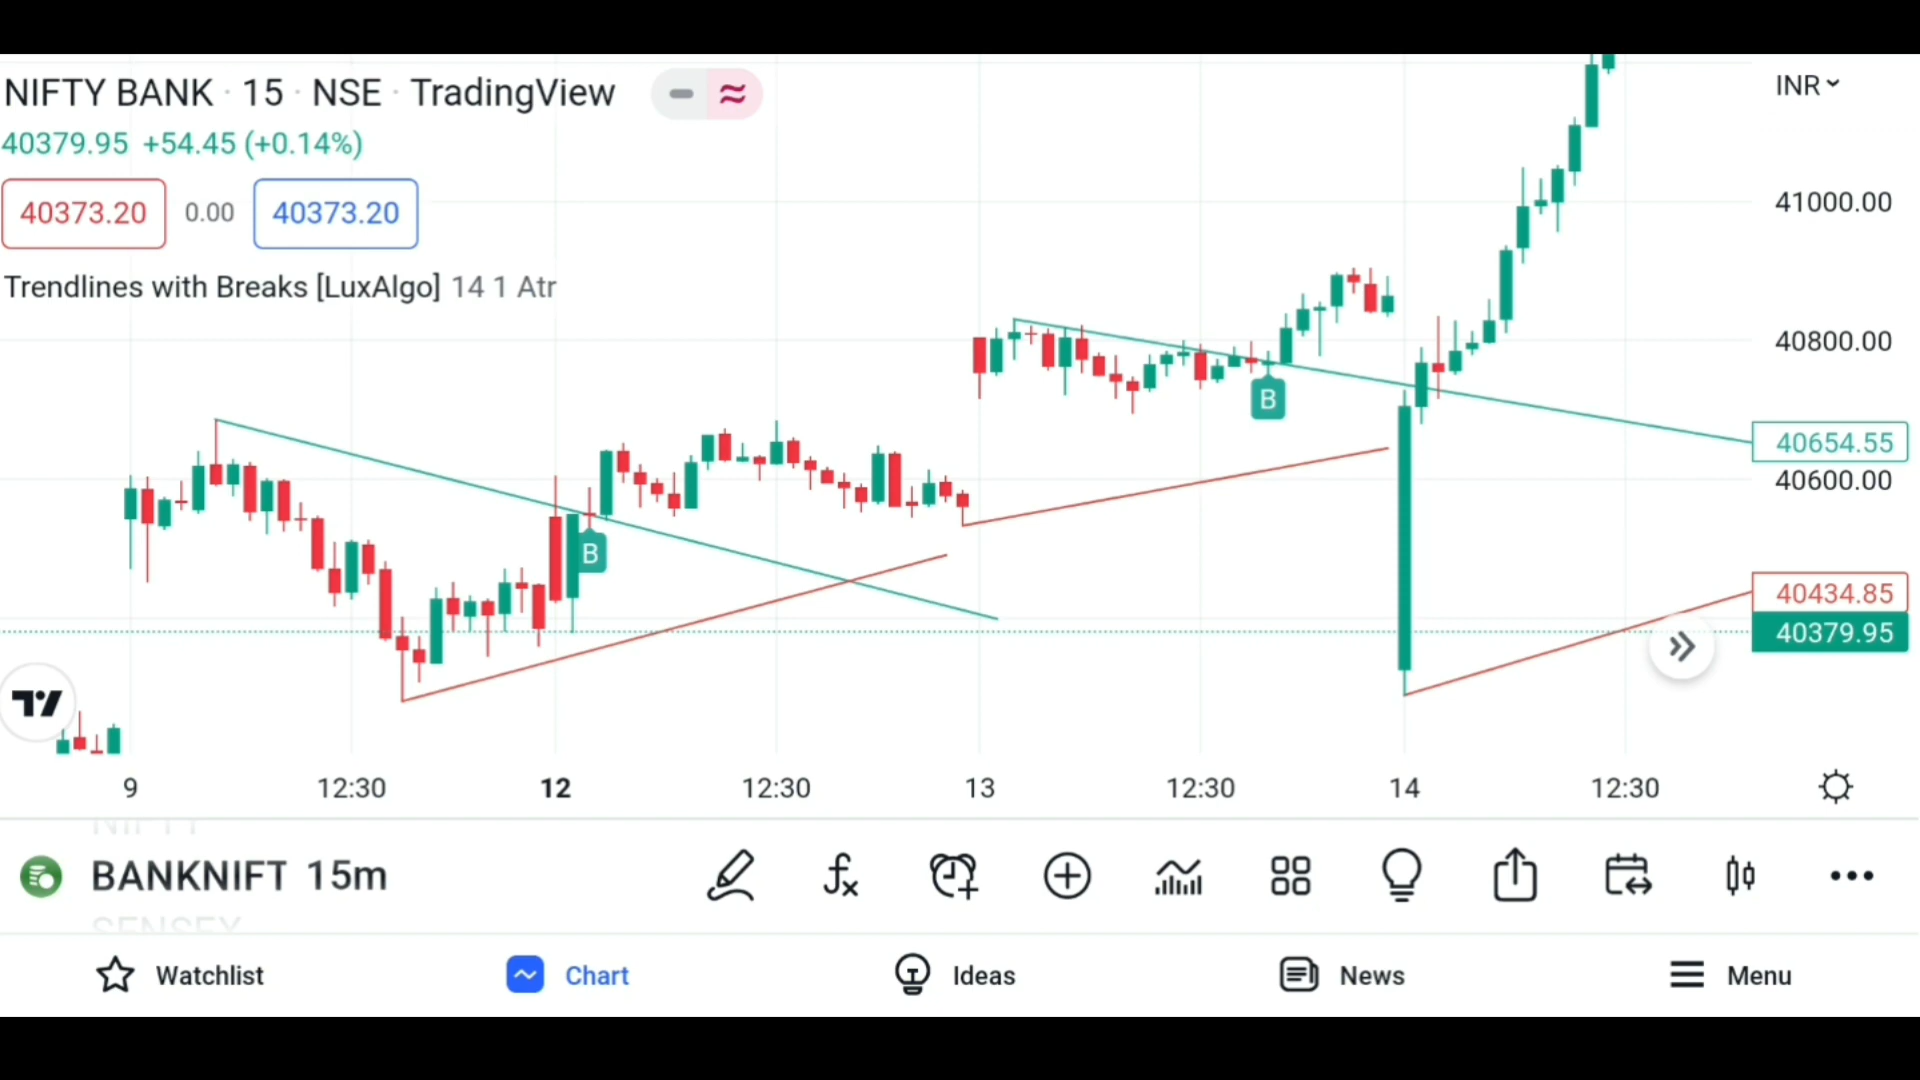 NIFTY BANK · 15 · NSE · TradingView
INR
40379.95 +54.45 (+0.14%)
40373.20 0.00 40373.20
Trendlines with Breaks [LuxAlgo] 14 1 Atr
41000.00
40800.00
B
40654.55
40600.00
B
40434.85
40379.95
9 12:30 12 12:30 13 12:30 14 12:30
NIFTY
BANKNIFT 15m
SENSEX
Watchlist Chart Ideas News Menu